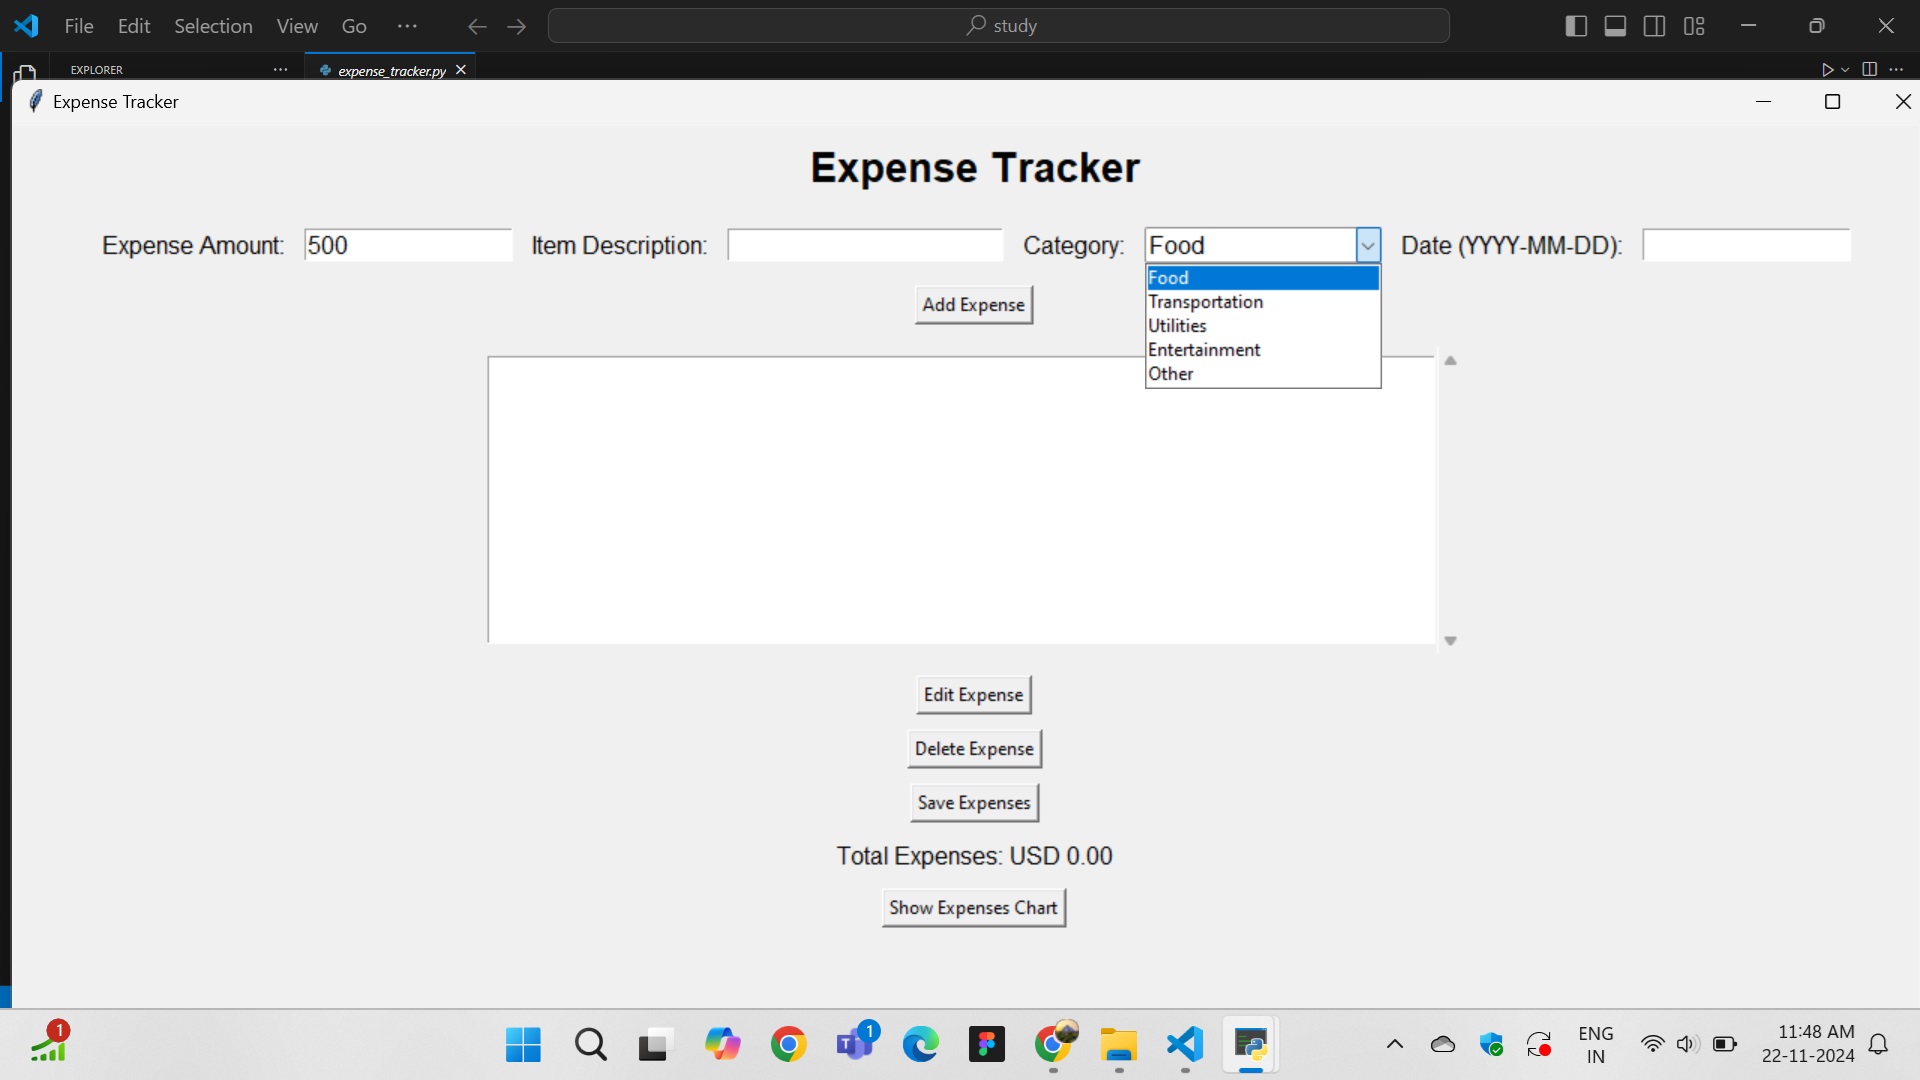 File Edit Selection View Go ··· study
EXPLORER ··· expense_tracker.py
Expense Tracker
Expense Tracker
Expense Amount: 500 Item Description: Category: Food Date (YYYY-MM-DD):
Food
Add Expense
Transportation
Utilities
Entertainment
Other
Edit Expense
Delete Expense
Save Expenses
Total Expenses: USD 0.00
Show Expenses Chart
1
1
ENG
IN
11:48 AM
22-11-2024